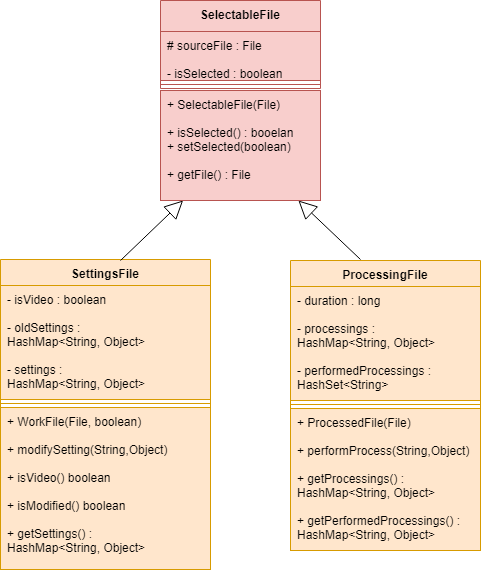 SelectableFile
# sourceFile : File
- isSelected : boolean
+ SelectableFile(File)
+ isSelected() : booelan
+ setSelected(boolean)
+ getFile() : File
SettingsFile
- isVideo : boolean
- oldSettings :
HashMap<String, Object>
- settings :
HashMap<String, Object>
+ WorkFile(File, boolean)
+ modifySetting(String,Object)
+ isVideo() boolean
+ isModified() boolean
+ getSettings() :
HashMap<String, Object>
ProcessingFile
- duration : long
- processings :
HashMap<String, Object>
- performedProcessings :
HashSet<String>
+ ProcessedFile(File)
+ performProcess(String,Object)
+ getProcessings() :
HashMap<String, Object>
+ getPerformedProcessings() :
HashMap<String, Object>